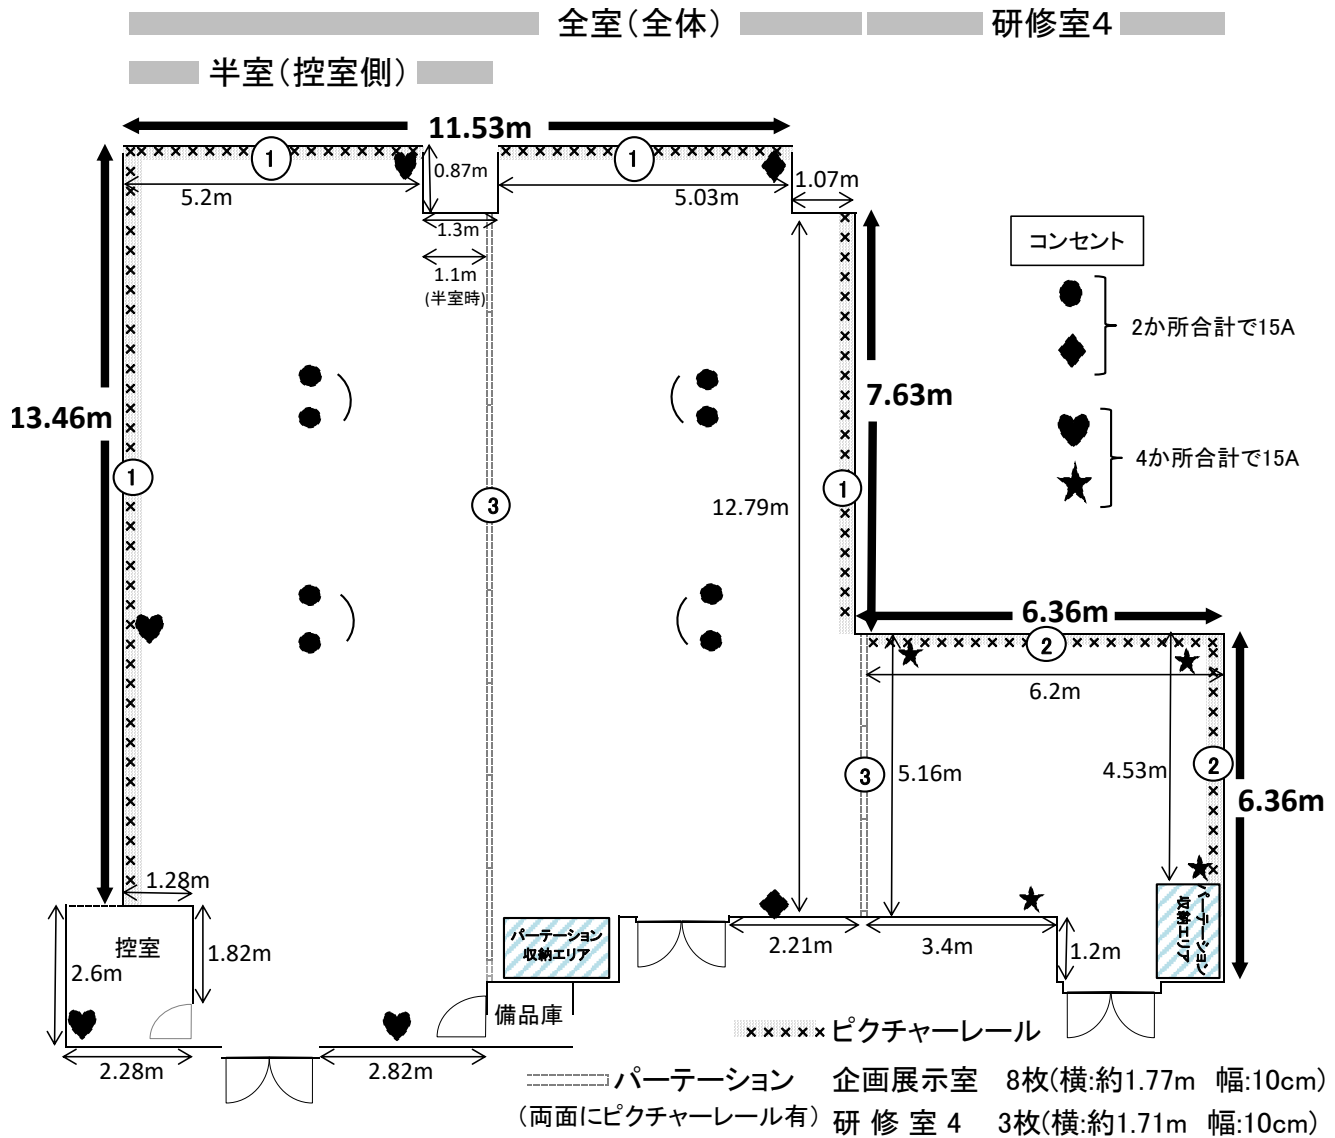 全室（全体）
研修室４
半室（控室側）
11.53m
①
①
0.87m
5.2m
5.03m
1.07m
1.3m
1.1m
(半室時)
コンセント
2か所合計で15A
4か所合計で15A
13.46m
7.63m
①
③
①
12.79m
6.36m
②
6.2m
③
5.16m
4.53m
②
6.36m
1.28m
控室
1.82m
2.6m
パーテーション
収納エリア
2.21m
3.4m
1.2m
パーテーション
収納エリア
備品庫
2.28m
2.82m
ピクチャーレール
パーテーション
(両面にピクチャーレール有)
企画展示室 8枚(横:約1.77m 幅:10cm)
研修室４ 3枚(横:約1.71m 幅:10cm)